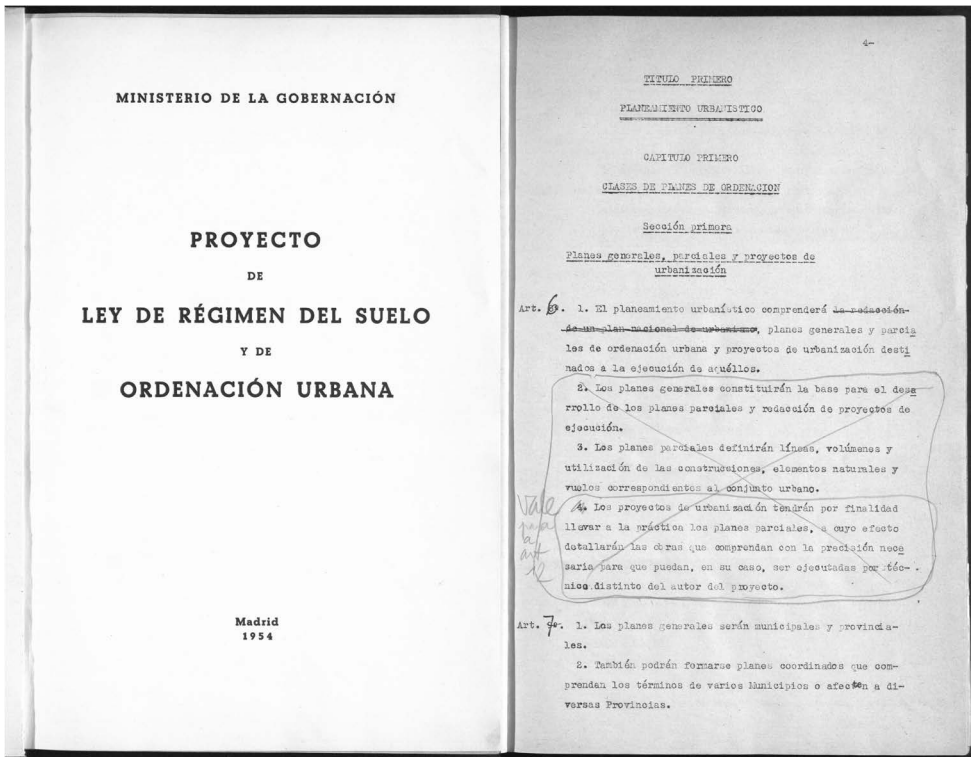 MINISTERIO DE LA GOBERNACIÓN
PROYECTO
DE
LEY DE RÉGIMEN DEL SUELO
Y DE
ORDENACIÓN URBANA
Madrid
1954
4-
TITULO PRIMERO
PLANEAMIENTO URBANISTICO
CAPITULO PRIMERO
CLASES DE PLANES DE ORDENACION
Sección primera
Planes generales, parciales y proyectos de
urbanización
Art. 6. 1. El planeamiento urbanístico comprenderá la redacción
de un plan nacional de urbanismo, planes generales y parcia
les de ordenación urbana y proyectos de urbanización desti
nados a la ejecución de aquéllos.
2. Los planes generales constituirán la base para el desa
rrollo de los planes parciales y redacción de proyectos de
ejecución.
3. Los planes parciales definirán líneas, volúmenes y
utilización de las construcciones, elementos naturales y
vuelos correspondientes al conjunto urbano.
4. Los proyectos de urbanización tendrán por finalidad
llevar a la práctica los planes parciales, a cuyo efecto
detallarán las obras que comprendan con la precisión nece
saria para que puedan, en su caso, ser ejecutadas por téc-
nico distinto del autor del proyecto.
Vale
para
a
art
12
Art. 7. 1. Los planes generales serán municipales y provincia-
les.
2. También podrán formarse planes coordinados que com-
prendan los términos de varios Municipios o afecten a di-
versas Provincias.